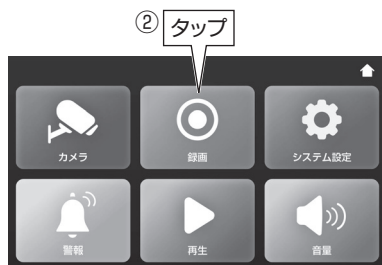 ② タップ
カメラ 録画 システム設定
警報 再生 音量